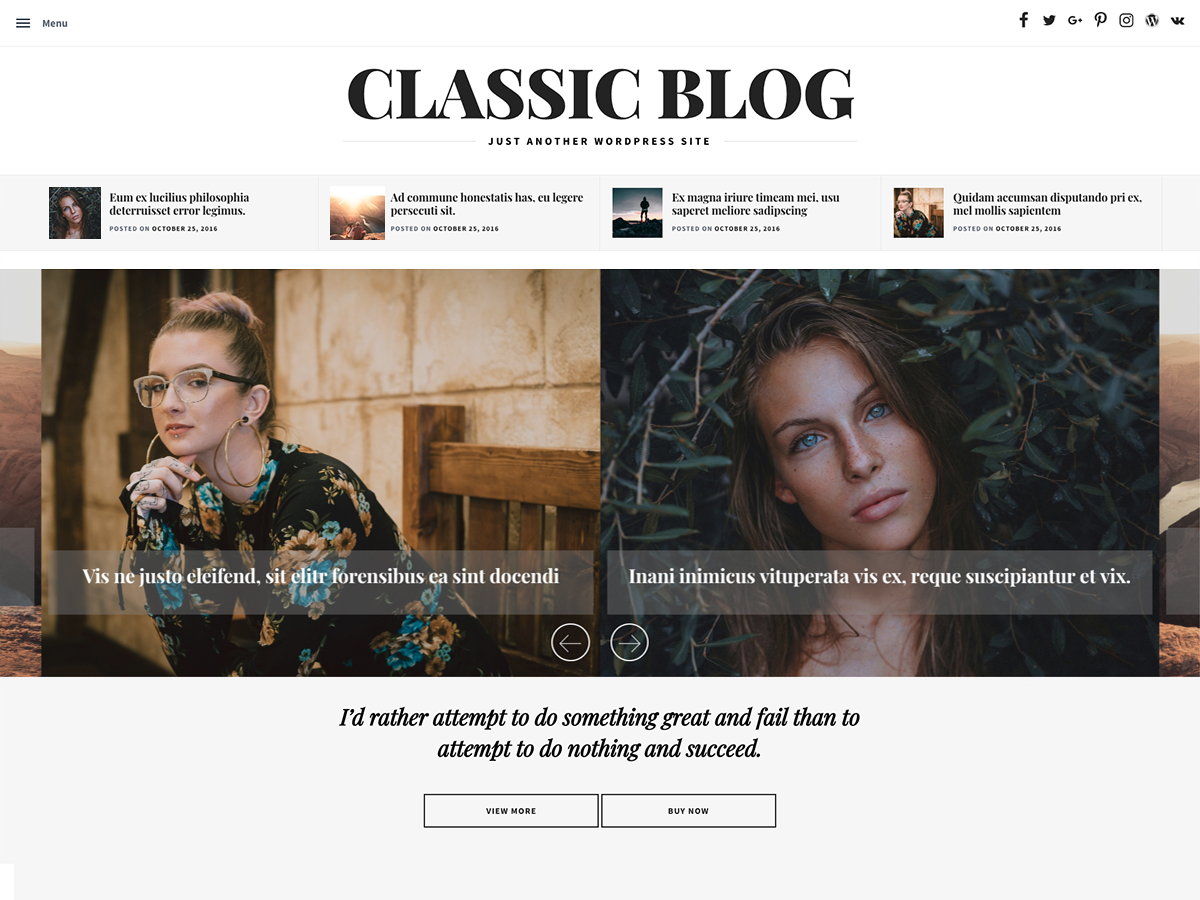 Menu
CLASSIC BLOG
JUST ANOTHER WORDPRESS SITE
Eum ex lucilius philosophia
deterruisset error legimus.
POSTED ON OCTOBER 25, 2016
Ad commune honestatis has, eu legere
persecuti sit.
POSTED ON OCTOBER 25, 2016
Ex magna iriure timeam mei, usu
saperet meliore sadipscing
POSTED ON OCTOBER 25, 2016
Quidam accumsan disputando pri ex,
mel mollis sapientem
POSTED ON OCTOBER 25, 2016
Vis ne justo eleifend, sit elitr forensibus ea sint docendi
Inani inimicus vituperata vis ex, reque suscipiantur et vix.
I’d rather attempt to do something great and fail than to
attempt to do nothing and succeed.
VIEW MORE
BUY NOW